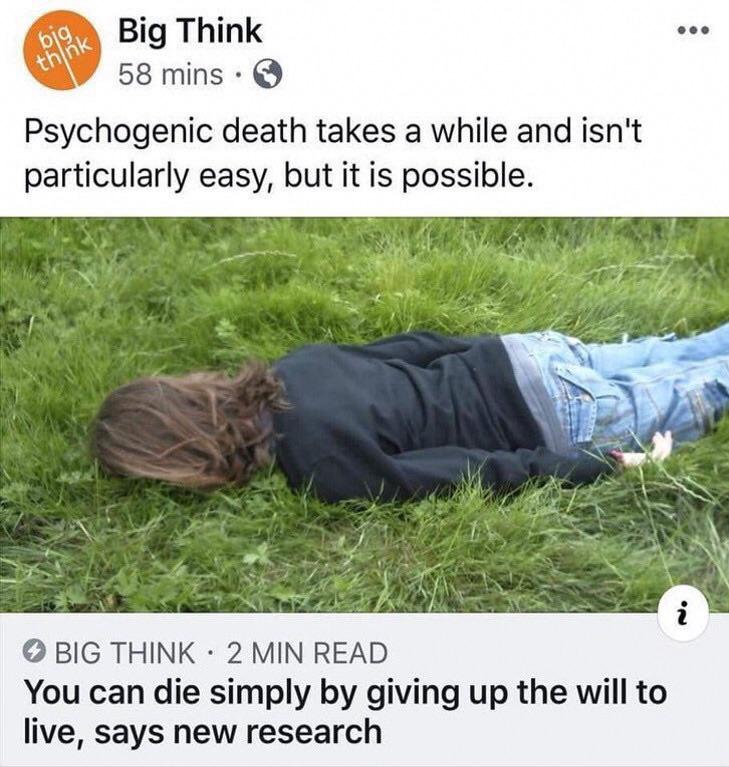 big think
Big Think
58 mins ·
Psychogenic death takes a while and isn't
particularly easy, but it is possible.
i
BIG THINK · 2 MIN READ
You can die simply by giving up the will to
live, says new research